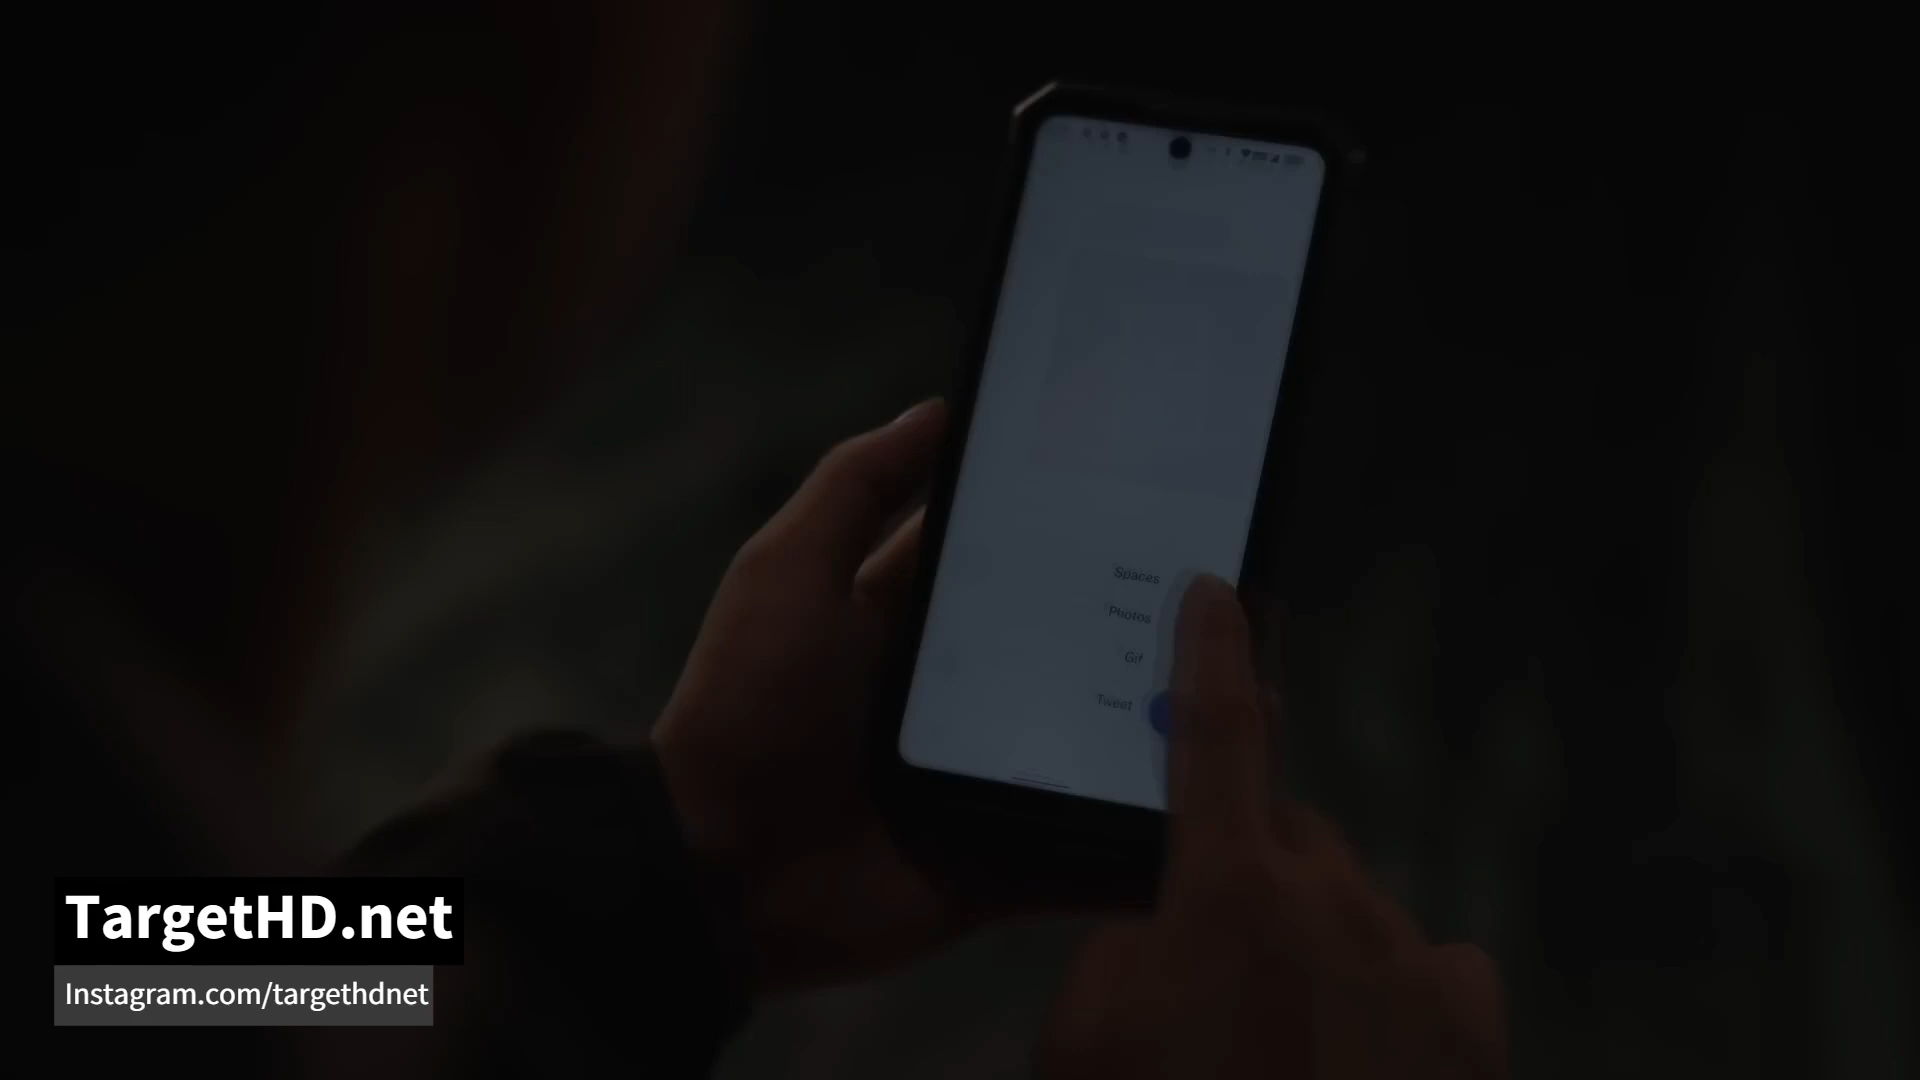 Spaces
Photos
Gif
Tweet
TargetHD.net
Instagram.com/targethdnet